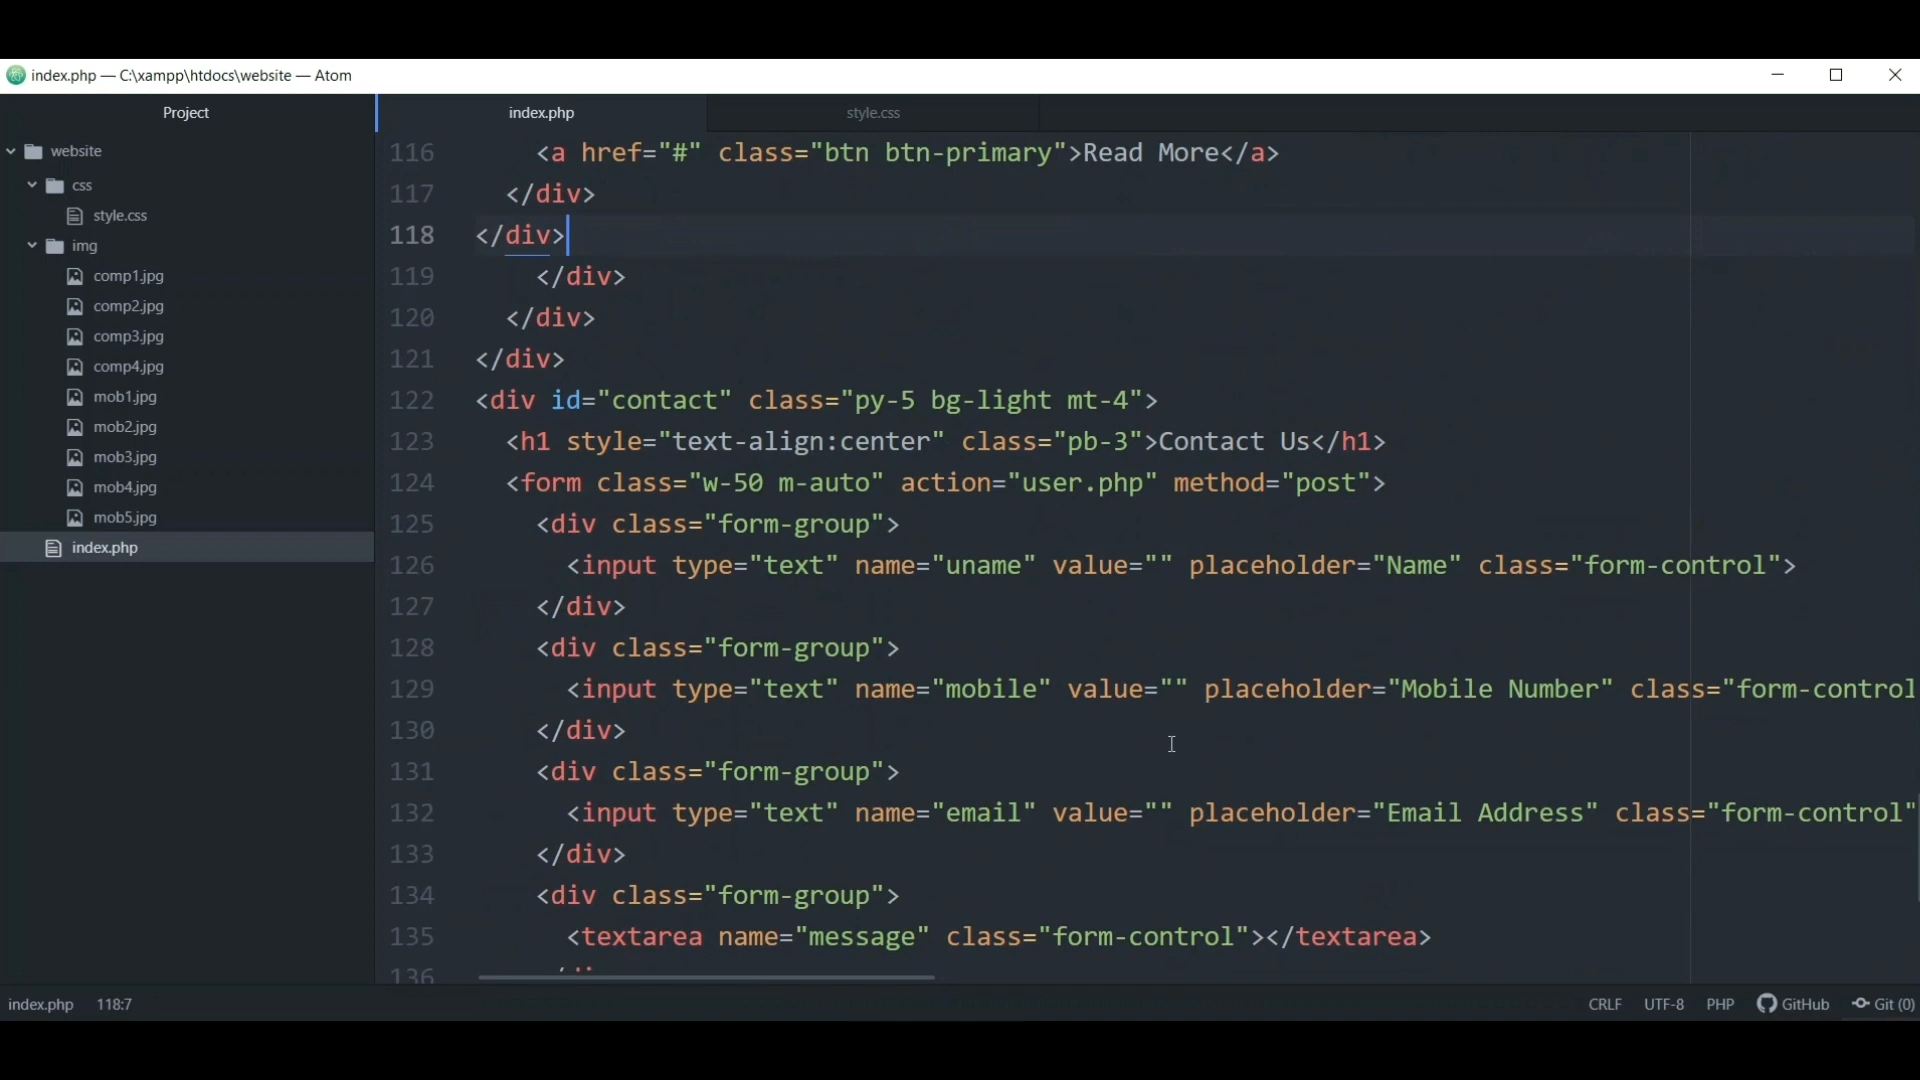 index.php — C:\xampp\htdocs\website — Atom
Project
index.php
style.css
website
css
style.css
img
comp1.jpg
comp2.jpg
comp3.jpg
comp4.jpg
mob1.jpg
mob2.jpg
mob3.jpg
mob4.jpg
mob5.jpg
index.php
116 <a href="#" class="btn btn-primary">Read More</a>
117 </div>
118 </div>
119 </div>
120 </div>
121 </div>
122 <div id="contact" class="py-5 bg-light mt-4">
123 <h1 style="text-align:center" class="pb-3">Contact Us</h1>
124 <form class="w-50 m-auto" action="user.php" method="post">
125 <div class="form-group">
126 <input type="text" name="uname" value="" placeholder="Name" class="form-control">
127 </div>
128 <div class="form-group">
129 <input type="text" name="mobile" value="" placeholder="Mobile Number" class="form-control
130 </div>
131 <div class="form-group">
132 <input type="text" name="email" value="" placeholder="Email Address" class="form-control"
133 </div>
134 <div class="form-group">
135 <textarea name="message" class="form-control"></textarea>
136
index.php 118:7
CRLF UTF-8 PHP GitHub Git (0)